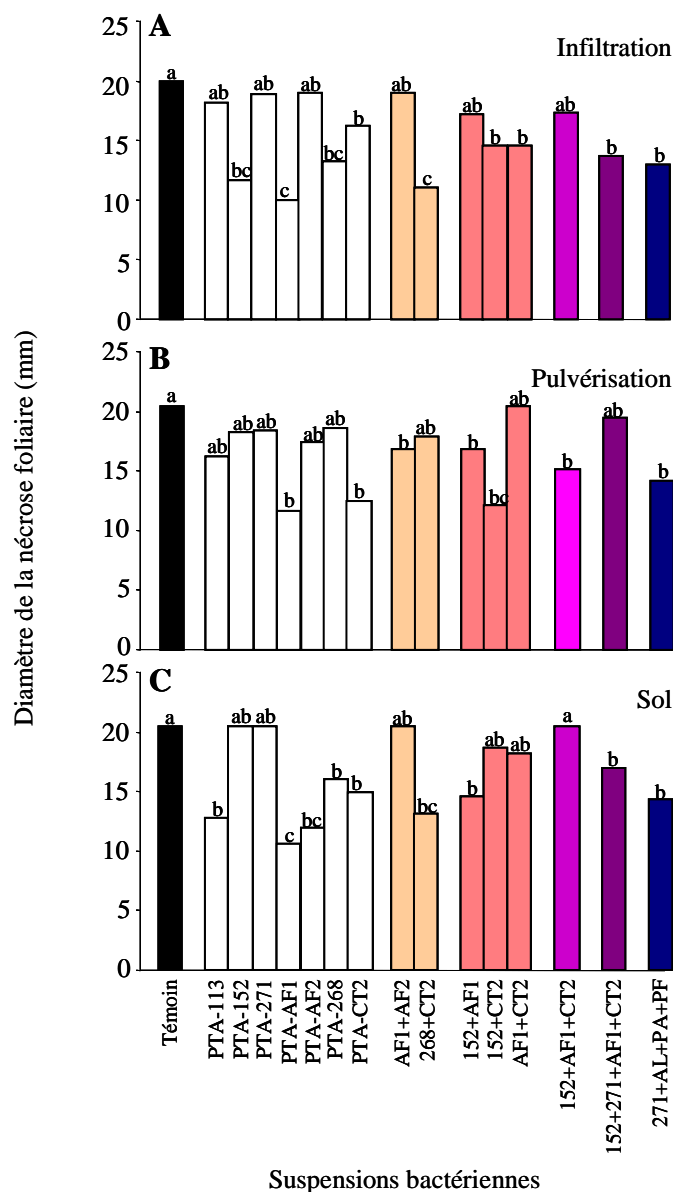 A
Infiltration
25
20
15
10
5
0
a
ab
bc
ab
c
ab
bc
b
ab
c
ab
b
b
ab
b
b
B
Pulvérisation
25
20
15
10
5
0
a
ab
ab
ab
b
ab
ab
b
b
ab
b
bc
ab
b
ab
b
C
Sol
25
20
15
10
5
0
a
b
ab
ab
c
bc
b
b
ab
bc
b
ab
ab
a
b
b
Diamètre de la nécrose foliaire (mm)
Témoin
PTA-113
PTA-152
PTA-271
PTA-AF1
PTA-AF2
PTA-268
PTA-CT2
AF1+AF2
268+CT2
152+AF1
152+CT2
AF1+CT2
152+AF1+CT2
152+271+AF1+CT2
271+AL+PA+PF
Suspensions bactériennes